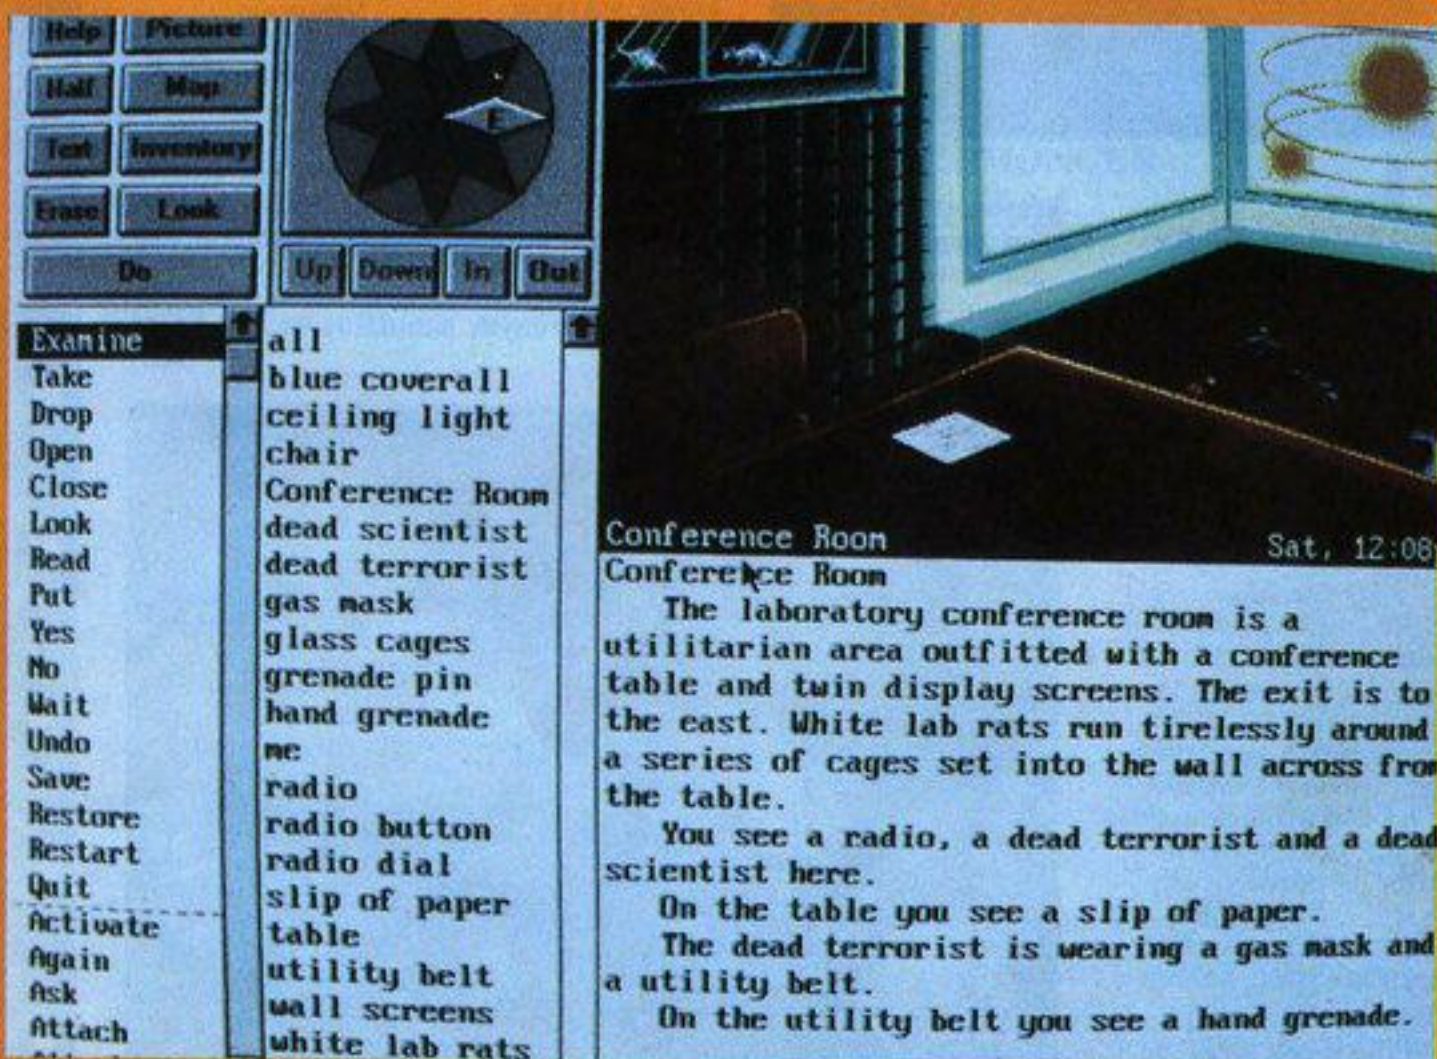 Help
Picture
Half
Map
Text
Inventory
Erase
Look
Do
E
Up
Down
In
Out
Examine
Take
Drop
Open
Close
Look
Read
Put
Yes
No
Wait
Undo
Save
Restore
Restart
Quit
Activate
Again
Ask
Attach
all
blue coverall
ceiling light
chair
Conference Room
dead scientist
dead terrorist
gas mask
glass cages
grenade pin
hand grenade
me
radio
radio button
radio dial
slip of paper
table
utility belt
wall screens
white lab rats
Conference Room
Sat, 12:08
Conference Room
The laboratory conference room is a
utilitarian area outfitted with a conference
table and twin display screens. The exit is to
the east. White lab rats run tirelessly around
a series of cages set into the wall across from
the table.
You see a radio, a dead terrorist and a dead
scientist here.
On the table you see a slip of paper.
The dead terrorist is wearing a gas mask and
a utility belt.
On the utility belt you see a hand grenade.